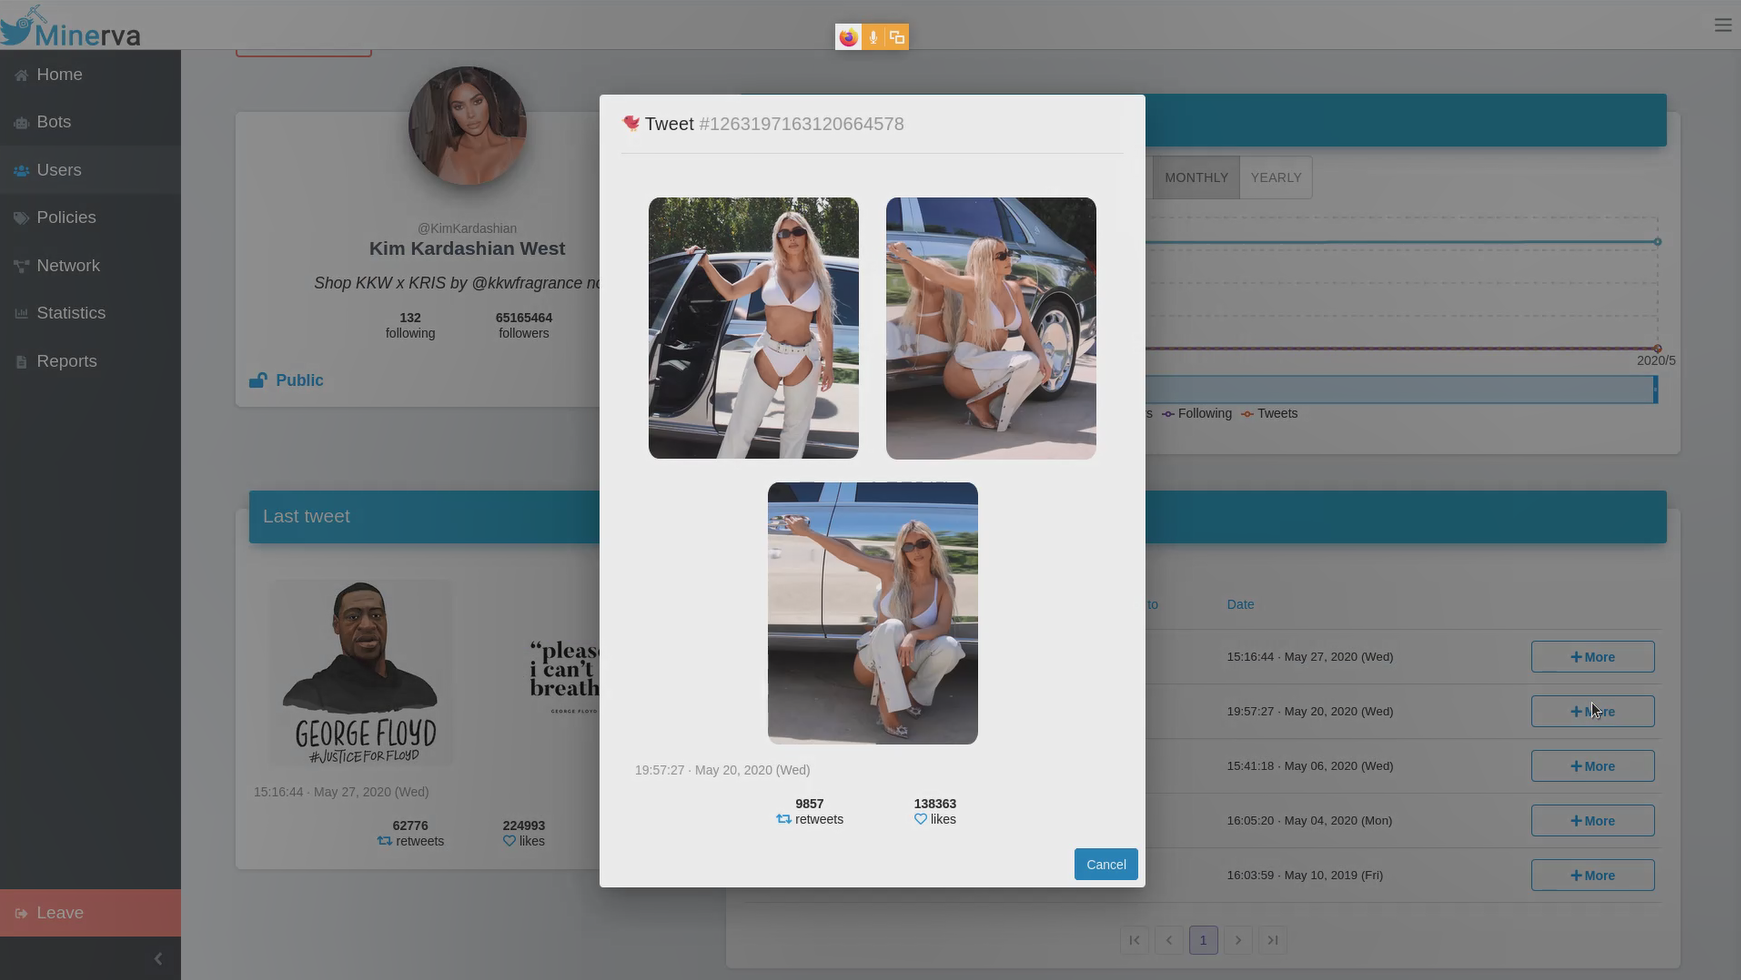 Minerva
Home
Bots
Users
Policies
Network
Statistics
Reports
Leave
@KimKardashian
Kim Kardashian West
Shop KKW x KRIS by @kkwfragrance
132
following
65165464
followers
Public
Last tweet
GEORGE FLOYD
#JUSTICEFORFLOYD
"please
i can't
GEORGE FLOYD
15:16:44 · May 27, 2020 (Wed)
62776
retweets
224993
likes
Tweet #1263197163120664578
19:57:27 · May 20, 2020 (Wed)
9857
retweets
138363
likes
Cancel
MONTHLY YEARLY
2020/5
Following Tweets
to Date
15:16:44 · May 27, 2020 (Wed) More
19:57:27 · May 20, 2020 (Wed) More
15:41:18 · May 06, 2020 (Wed) More
16:05:20 · May 04, 2020 (Mon) More
16:03:59 · May 10, 2019 (Fri) More
1